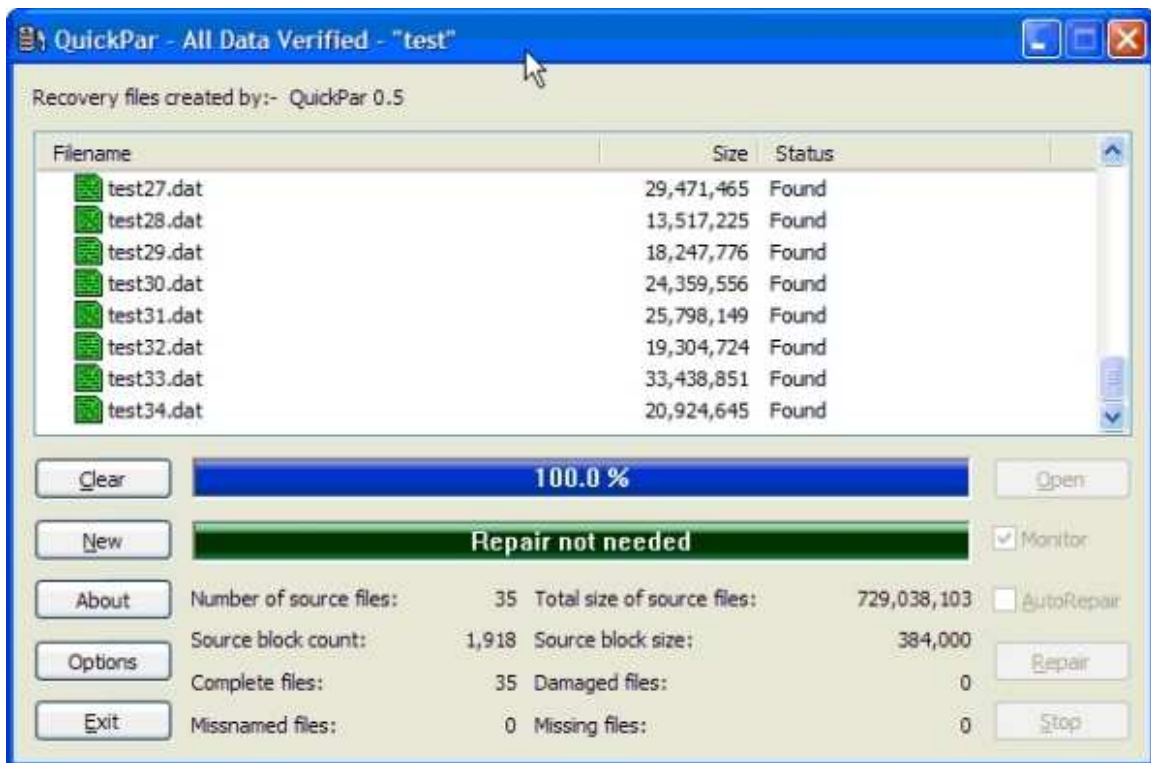 QuickPar - All Data Verified - "test"
Recovery files created by:- QuickPar 0.5
Filename Size Status
test27.dat 29,471,465 Found
test28.dat 13,517,225 Found
test29.dat 18,247,776 Found
test30.dat 24,359,556 Found
test31.dat 25,798,149 Found
test32.dat 19,304,724 Found
test33.dat 33,438,851 Found
test34.dat 20,924,645 Found
Clear 100.0 % Open
New Repair not needed Monitor
About Number of source files: 35 Total size of source files: 729,038,103 AutoRepair
Source block count: 1,918 Source block size: 384,000
Options Repair
Complete files: 35 Damaged files: 0
Exit Missnamed files: 0 Missing files: 0 Stop